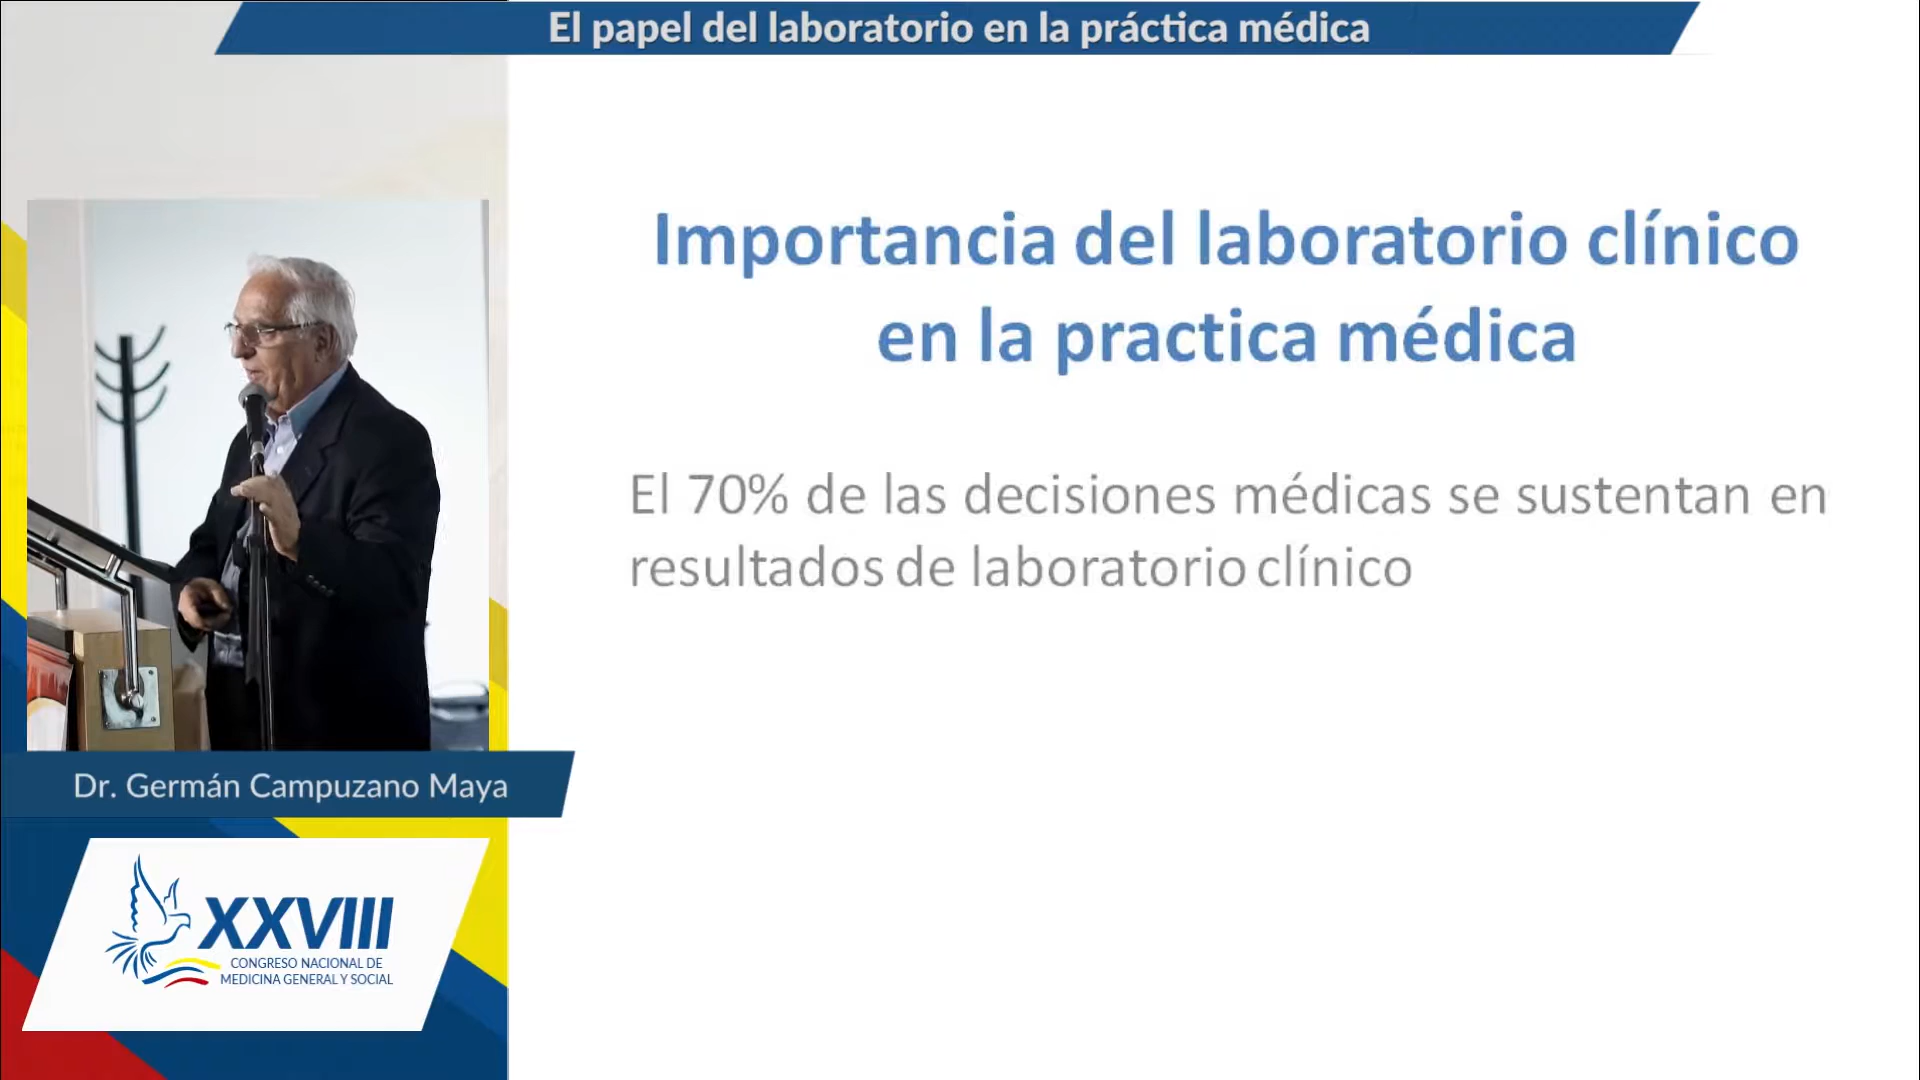 El papel del laboratorio en la práctica médica
Importancia del laboratorio clínico
en la practica médica
El 70% de las decisiones médicas se sustentan en
resultados de laboratorio clínico
Dr. Germán Campuzano Maya
XXVIII
CONGRESO NACIONAL DE
MEDICINA GENERAL Y SOCIAL